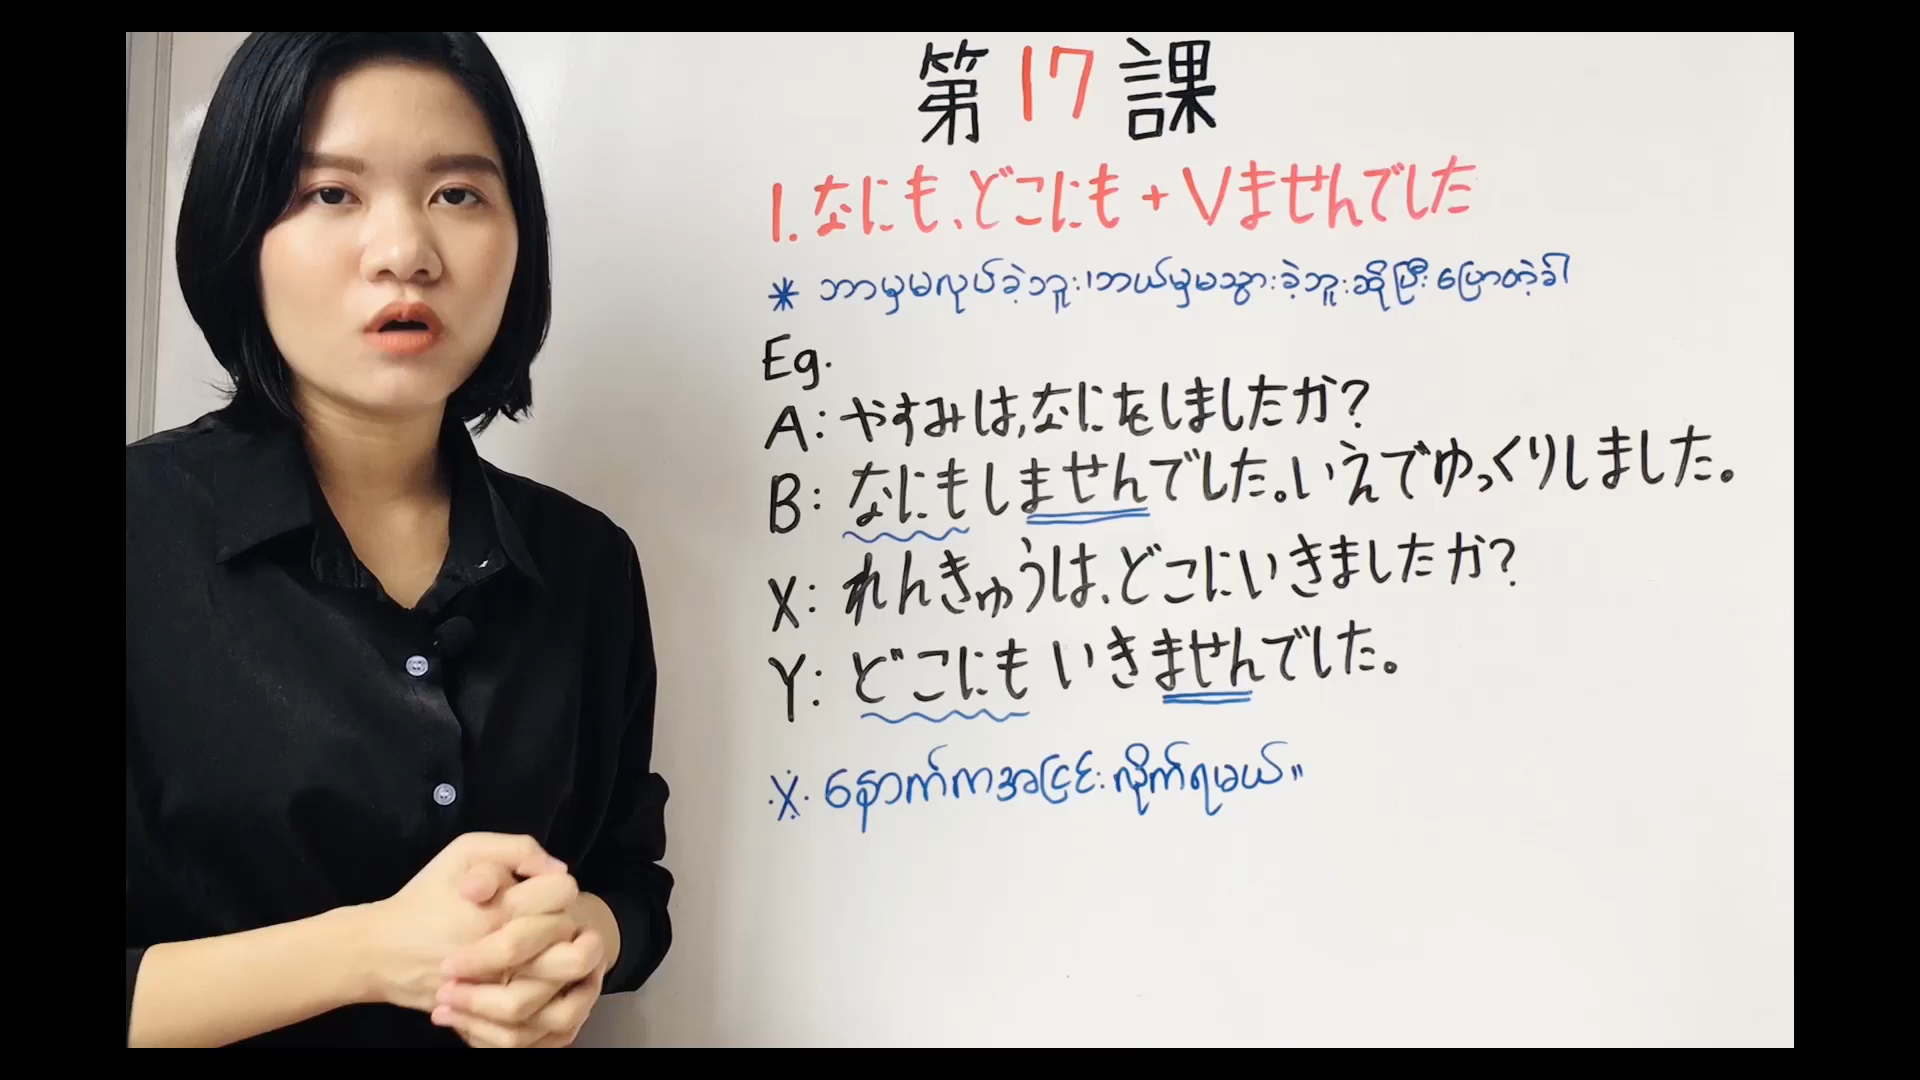 第17課
1. なにも、どこにも + Vませんでした
* ဘာမှမလုပ်ခဲ့ဘူး၊ဘယ်မှမသွားခဲ့ဘူးဆိုပြီးပြောတဲ့ခါ
Eg.
A: やすみは、なにをしましたか?
B: なにもしませんでした。いえでゆっくりしました。
X: れんきゅうは、どこにいきましたか?
Y: どこにもいきませんでした。
※ နောက်ကအငြင်းလိုက်ရမယ်။